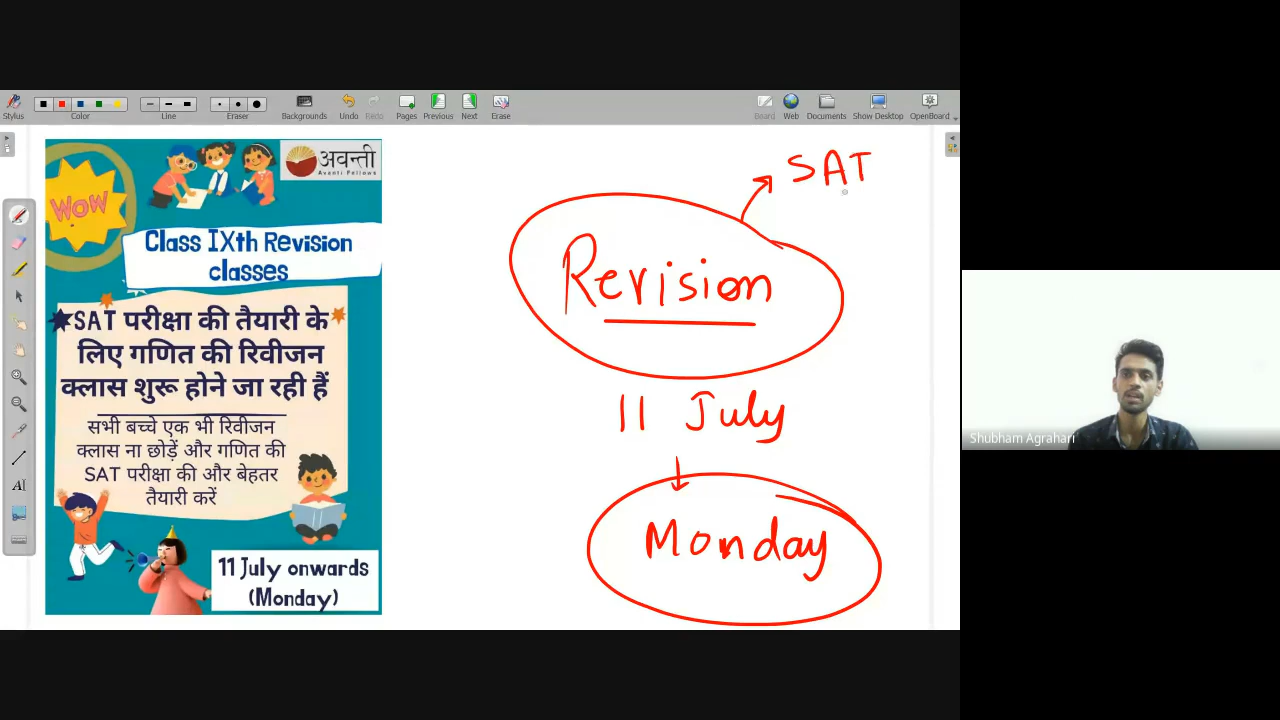 Stylus
Color
Line
Eraser
Backgrounds
Undo
Redo
Pages
Previous
Next
Erase
Board
Web
Documents
Show Desktop
OpenBoard
अवन्ती
Avanti Fellows
WOW
Class IXth Revision
classes
SAT परीक्षा की तैयारी के
लिए गणित की रिवीजन
क्लास शुरू होने जा रही हैं
सभी बच्चे एक भी रिवीजन
क्लास ना छोड़ें और गणित की
SAT परीक्षा की और बेहतर
तैयारी करें
11 July onwards
(Monday)
SAT
Revision
11 July
Monday
Shubham Agrahari